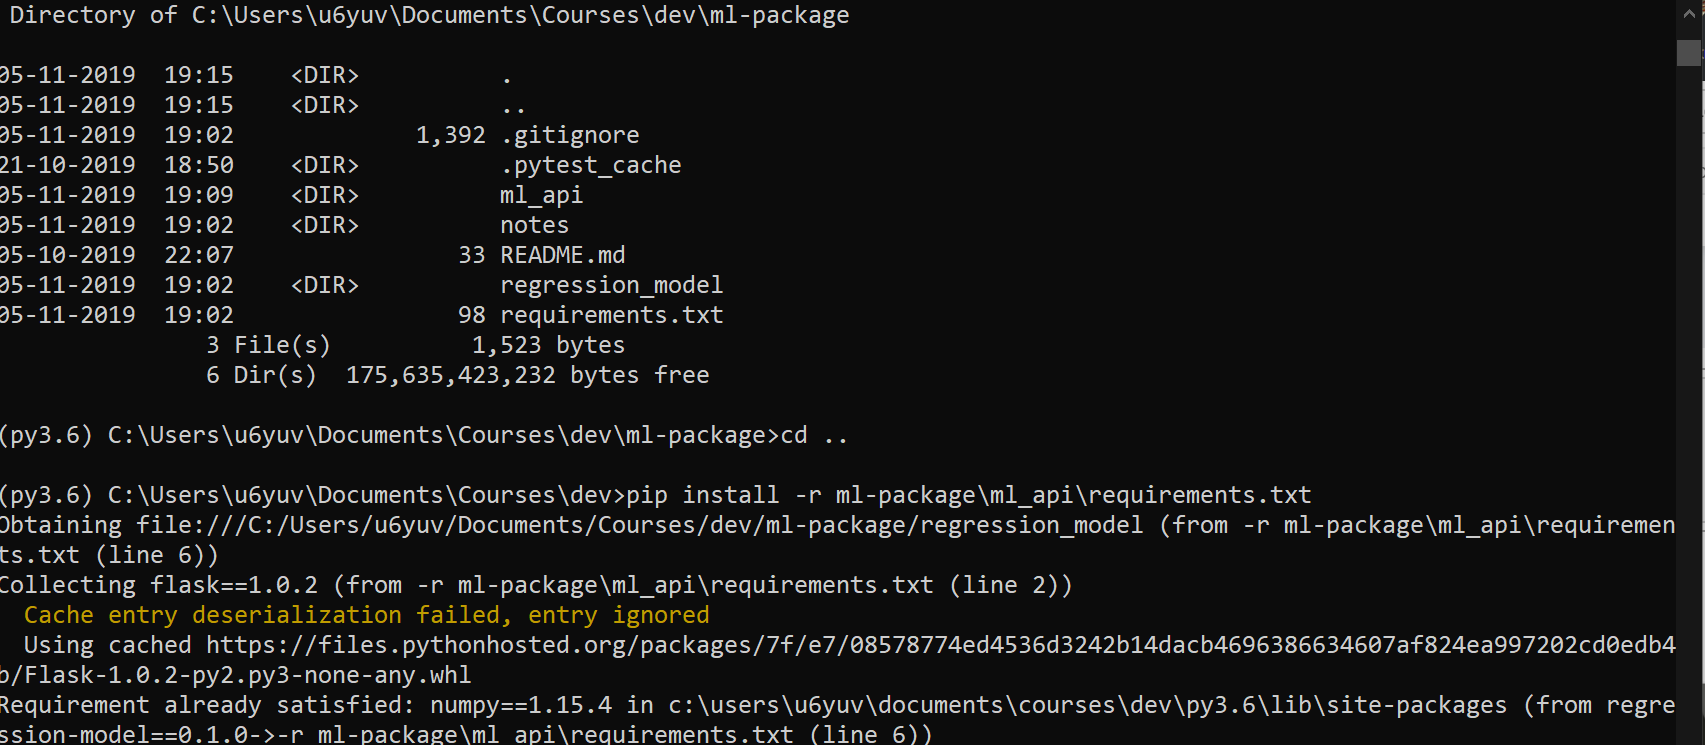 Directory of C:\Users\u6yuv\Documents\Courses\dev\ml-package
05-11-2019  19:15    <DIR>          .
05-11-2019  19:15    <DIR>          ..
05-11-2019  19:02             1,392 .gitignore
21-10-2019  18:50    <DIR>          .pytest_cache
05-11-2019  19:09    <DIR>          ml_api
05-11-2019  19:02    <DIR>          notes
05-10-2019  22:07                33 README.md
05-11-2019  19:02    <DIR>          regression_model
05-11-2019  19:02                98 requirements.txt
3 File(s)          1,523 bytes
6 Dir(s)  175,635,423,232 bytes free
(py3.6) C:\Users\u6yuv\Documents\Courses\dev\ml-package>cd ..
(py3.6) C:\Users\u6yuv\Documents\Courses\dev>pip install -r ml-package\ml_api\requirements.txt
Obtaining file:///C:/Users/u6yuv/Documents/Courses/dev/ml-package/regression_model (from -r ml-package\ml_api\requiremen
ts.txt (line 6))
Collecting flask==1.0.2 (from -r ml-package\ml_api\requirements.txt (line 2))
Cache entry deserialization failed, entry ignored
Using cached https://files.pythonhosted.org/packages/7f/e7/08578774ed4536d3242b14dacb4696386634607af824ea997202cd0edb4
b/Flask-1.0.2-py2.py3-none-any.whl
Requirement already satisfied: numpy==1.15.4 in c:\users\u6yuv\documents\courses\dev\py3.6\lib\site-packages (from regre
ssion-model==0.1.0->-r ml-package\ml_api\requirements.txt (line 6))